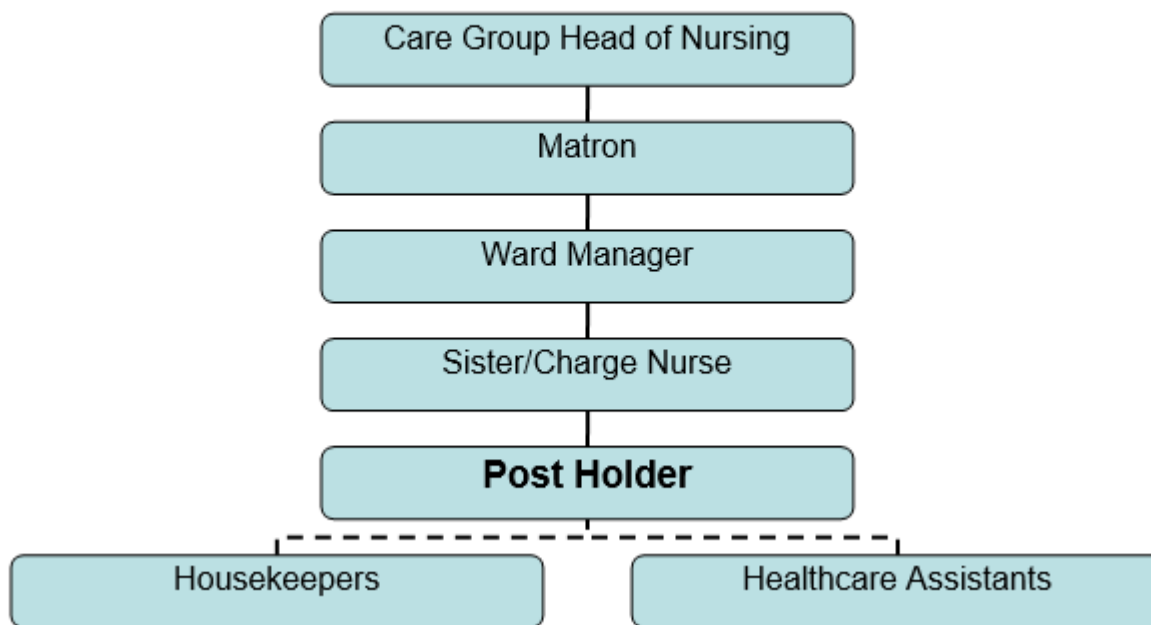 Care Group Head of Nursing
Matron
Ward Manager
Sister/Charge Nurse
Post Holder
Housekeepers
Healthcare Assistants